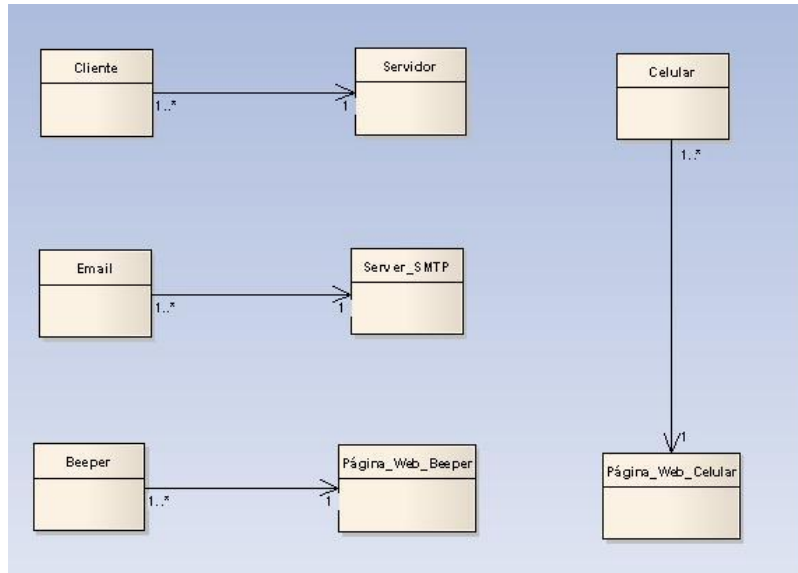 Cliente
Servidor
Celular
1..*
1
1..*
Email
Server_SMTP
1..*
1
Beeper
Página_Web_Beeper
1
Página_Web_Celular
1..*
1